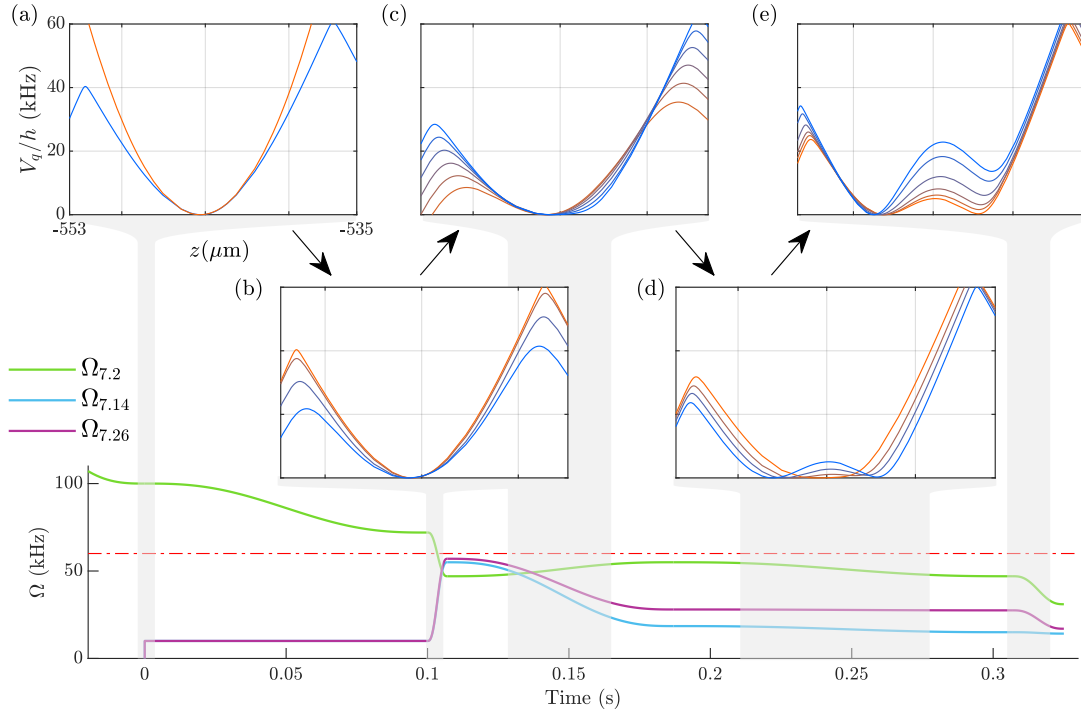 (a)
(c)
(e)
60
40
20
0
V_q/h (kHz)
-553
-535
z(μm)
(b)
(d)
Ω_{7.2}
Ω_{7.14}
Ω_{7.26}
100
50
0
Ω (kHz)
0
0.05
0.1
0.15
0.2
0.25
0.3
Time (s)